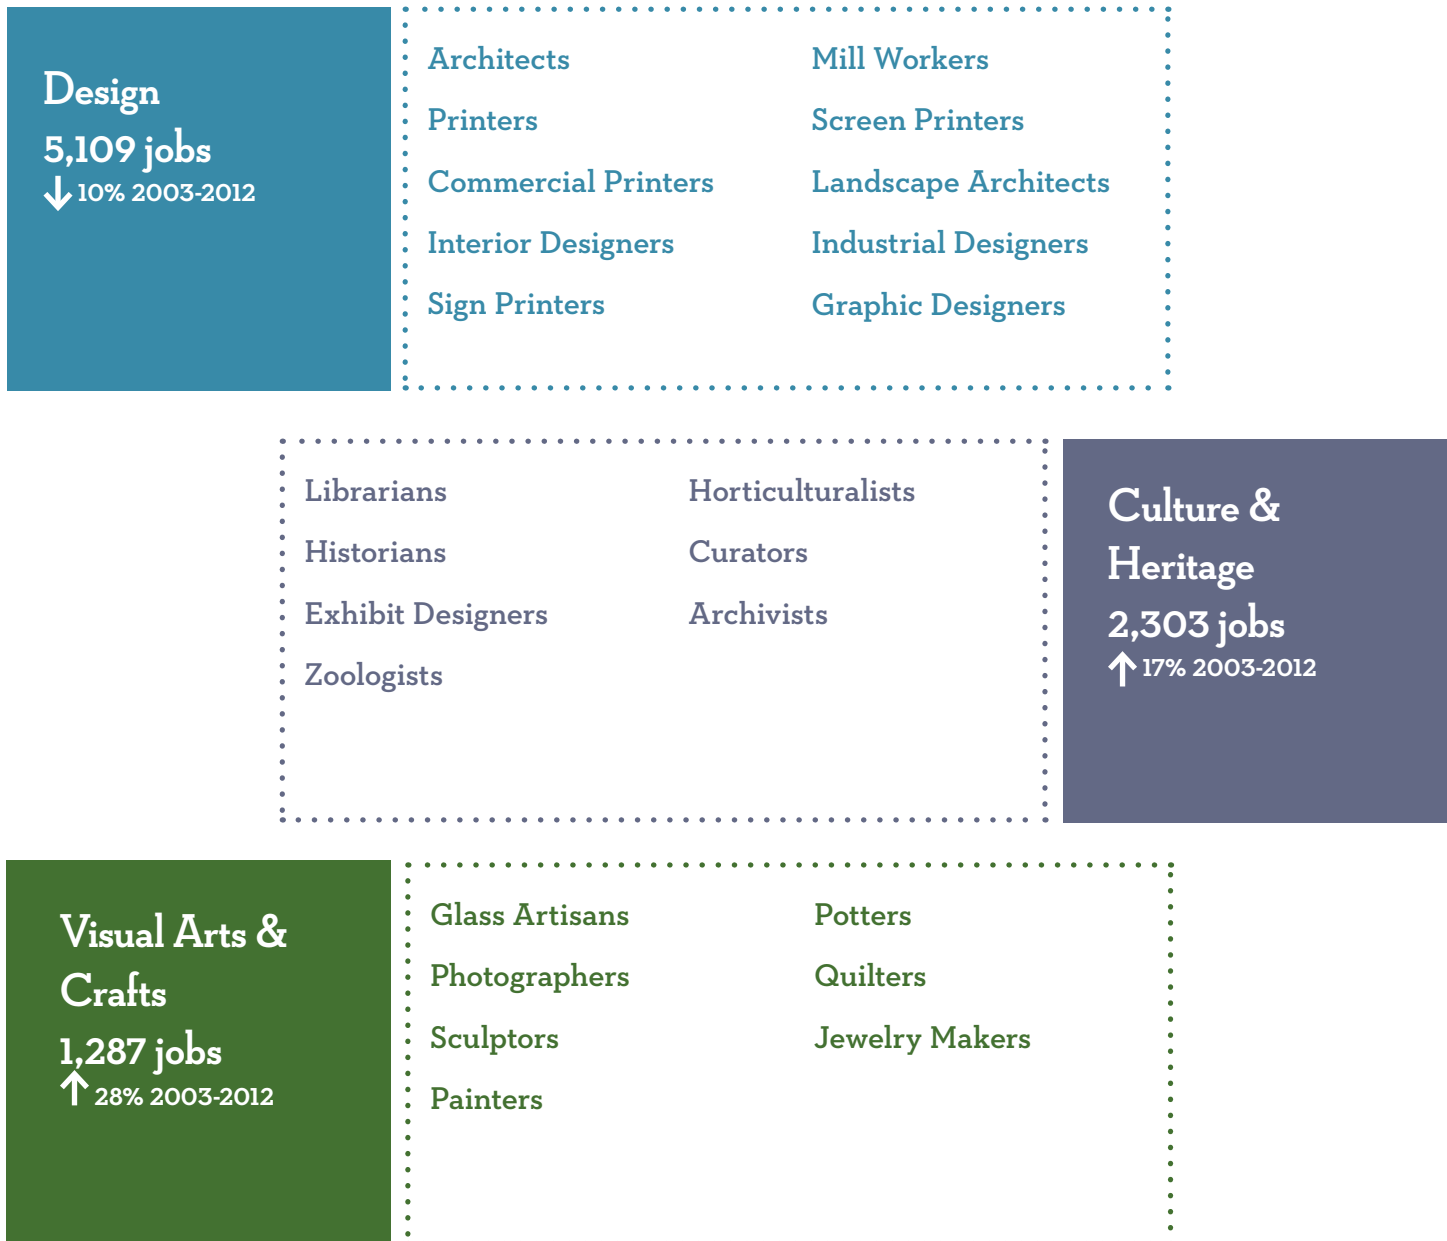 Design
5,109 jobs
↓ 10% 2003-2012
Architects
Printers
Commercial Printers
Interior Designers
Sign Printers
Mill Workers
Screen Printers
Landscape Architects
Industrial Designers
Graphic Designers
Librarians
Historians
Exhibit Designers
Zoologists
Horticulturalists
Curators
Archivists
Culture &
Heritage
2,303 jobs
↑ 17% 2003-2012
Visual Arts &
Crafts
1,287 jobs
↑ 28% 2003-2012
Glass Artisans
Photographers
Sculptors
Painters
Potters
Quilters
Jewelry Makers